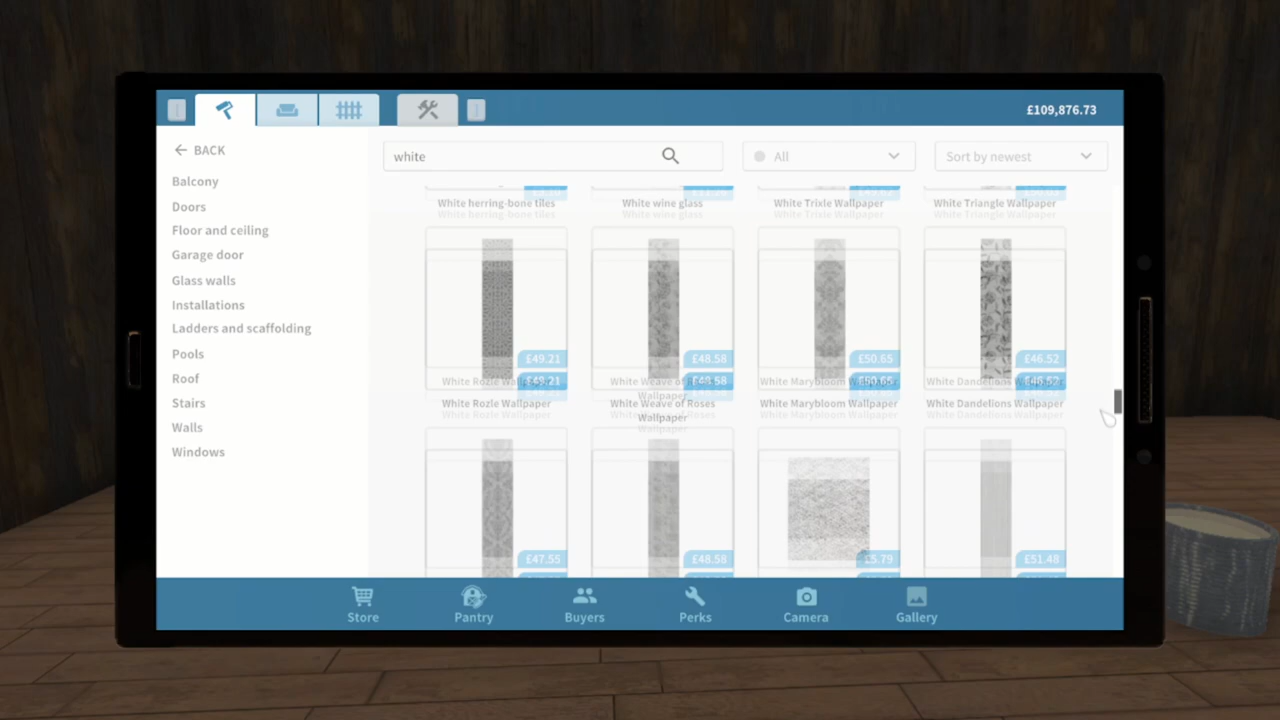 £109,876.73
BACK
white
All
Sort by newest
Balcony
Doors
Floor and ceiling
Garage door
Glass walls
Installations
Ladders and scaffolding
Pools
Roof
Stairs
Walls
Windows
White herring-bone tiles
White wine glass
White Trixle Wallpaper
White Triangle Wallpaper
£49.21
£48.58
£50.65
£46.52
White Rozle Wallpaper
White Weave of Roses
Wallpaper
White Marybloom Wallpaper
White Dandelions Wallpaper
£47.55
£48.58
£5.79
£51.48
Store
Pantry
Buyers
Perks
Camera
Gallery